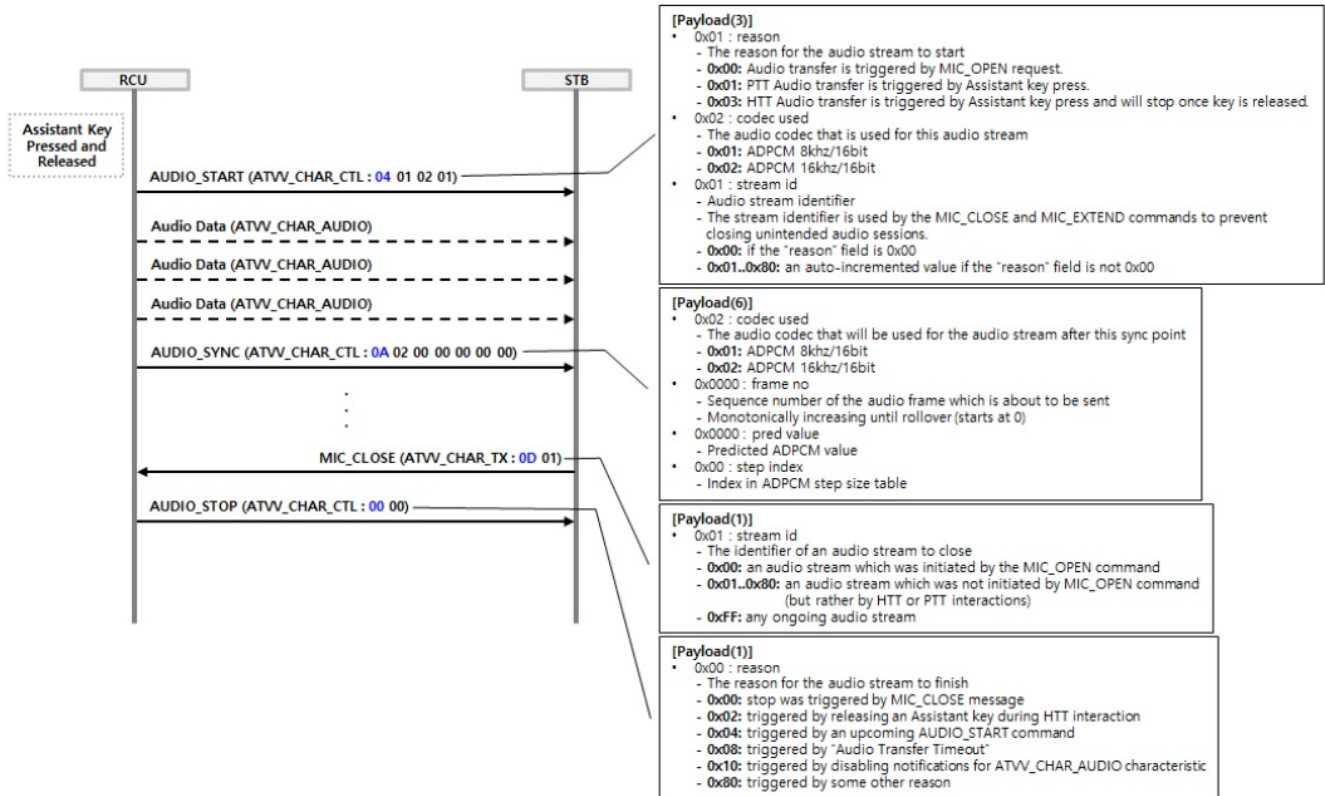 RCU
STB
Assistant Key
Pressed and
Released
AUDIO_START (ATVV_CHAR_CTL : 04 01 02 01)
Audio Data (ATVV_CHAR_AUDIO)
Audio Data (ATVV_CHAR_AUDIO)
Audio Data (ATVV_CHAR_AUDIO)
AUDIO_SYNC (ATVV_CHAR_CTL : 0A 02 00 00 00 00 00)
.
.
.
MIC_CLOSE (ATVV_CHAR_TX : 0D 01)
AUDIO_STOP (ATVV_CHAR_CTL : 00 00)
[Payload(3)]
• 0x01 : reason
- The reason for the audio stream to start
- 0x00: Audio transfer is triggered by MIC_OPEN request.
- 0x01: PTT Audio transfer is triggered by Assistant key press.
- 0x03: HTT Audio transfer is triggered by Assistant key press and will stop once key is released.
• 0x02 : codec used
- The audio codec that is used for this audio stream
- 0x01: ADPCM 8khz/16bit
- 0x02: ADPCM 16khz/16bit
• 0x01 : stream id
- Audio stream identifier
- The stream identifier is used by the MIC_CLOSE and MIC_EXTEND commands to prevent
closing unintended audio sessions.
- 0x00: if the "reason" field is 0x00
- 0x01..0x80: an auto-incremented value if the "reason" field is not 0x00
[Payload(6)]
• 0x02 : codec used
- The audio codec that will be used for the audio stream after this sync point
- 0x01: ADPCM 8khz/16bit
- 0x02: ADPCM 16khz/16bit
• 0x0000 : frame no
- Sequence number of the audio frame which is about to be sent
- Monotonically increasing until rollover (starts at 0)
• 0x0000 : pred value
- Predicted ADPCM value
• 0x00 : step index
- Index in ADPCM step size table
[Payload(1)]
• 0x01 : stream id
- The identifier of an audio stream to close
- 0x00: an audio stream which was initiated by the MIC_OPEN command
- 0x01..0x80: an audio stream which was not initiated by MIC_OPEN command
(but rather by HTT or PTT interactions)
- 0xFF: any ongoing audio stream
[Payload(1)]
• 0x00 : reason
- The reason for the audio stream to finish
- 0x00: stop was triggered by MIC_CLOSE message
- 0x02: triggered by releasing an Assistant key during HTT interaction
- 0x04: triggered by an upcoming AUDIO_START command
- 0x08: triggered by "Audio Transfer Timeout"
- 0x10: triggered by disabling notifications for ATVV_CHAR_AUDIO characteristic
- 0x80: triggered by some other reason